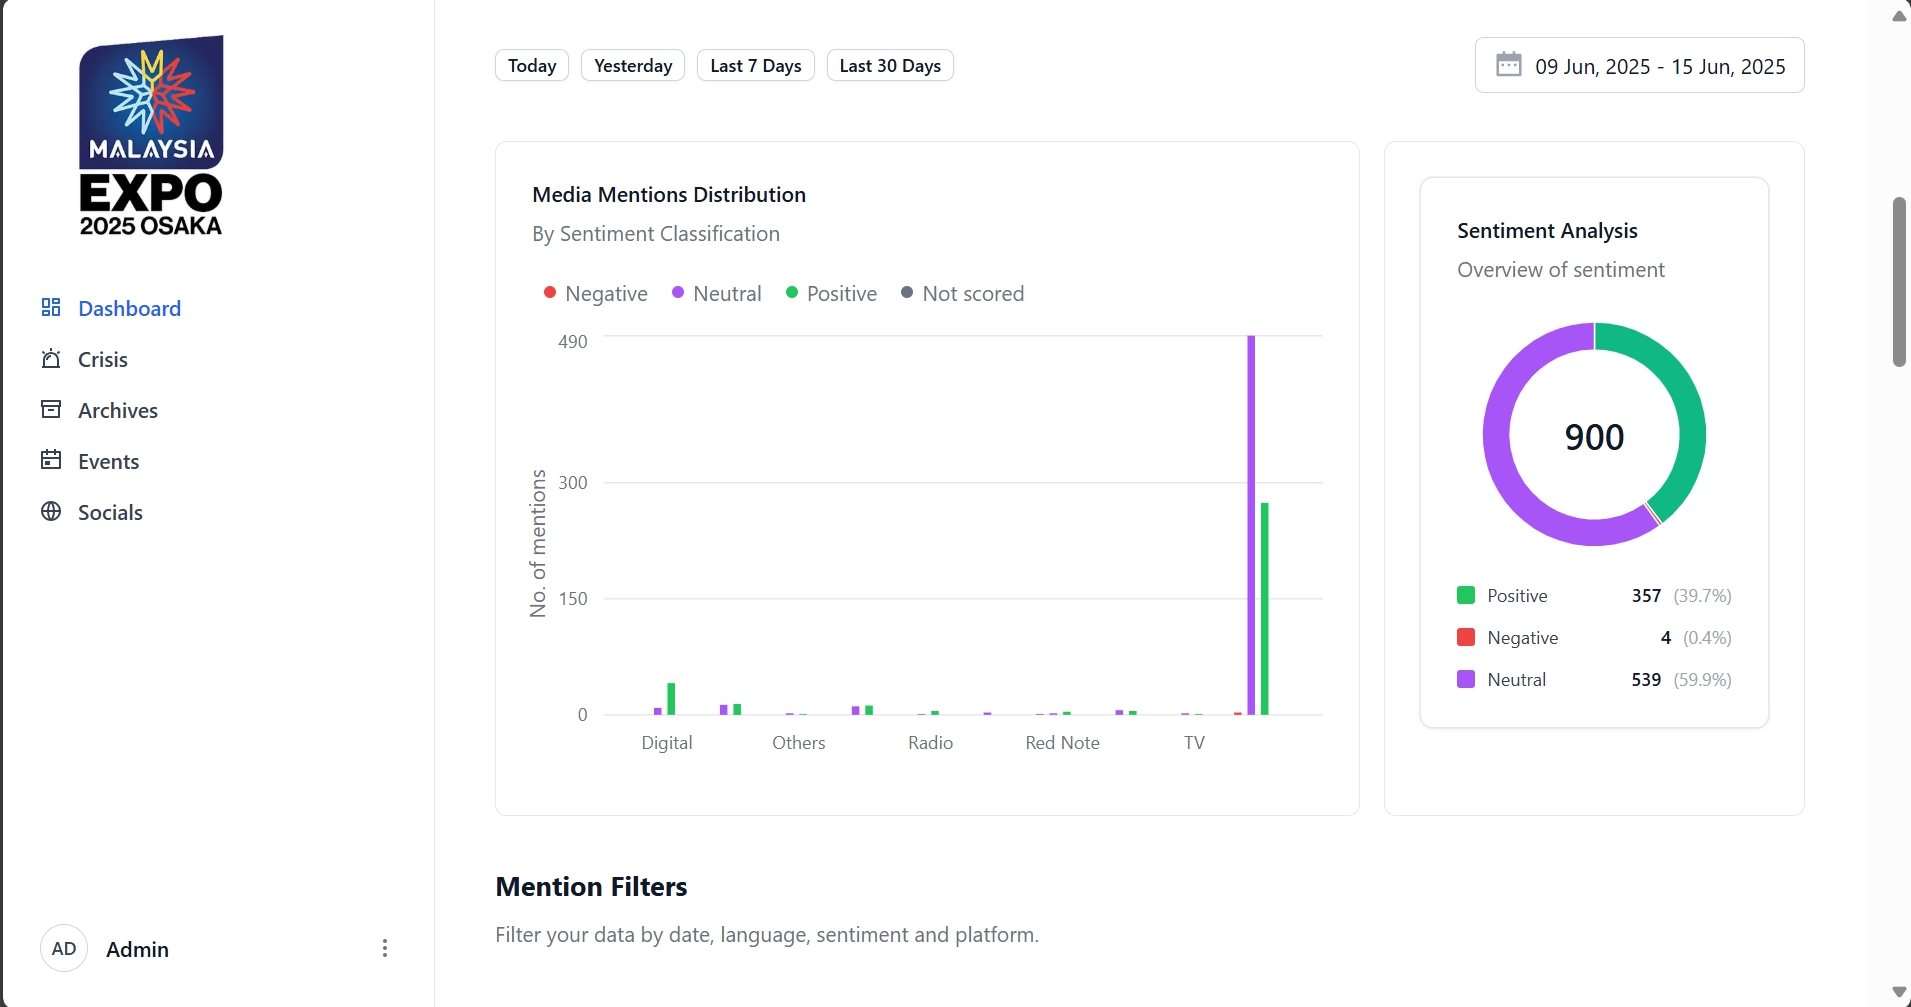 MALAYSIA
EXPO
2025 OSAKA
Dashboard
Crisis
Archives
Events
Socials
AD
Admin
Today
Yesterday
Last 7 Days
Last 30 Days
09 Jun, 2025 - 15 Jun, 2025
Media Mentions Distribution
By Sentiment Classification
Negative
Neutral
Positive
Not scored
No. of mentions
490
300
150
0
Digital
Others
Radio
Red Note
TV
Sentiment Analysis
Overview of sentiment
900
Positive 357 (39.7%)
Negative 4 (0.4%)
Neutral 539 (59.9%)
Mention Filters
Filter your data by date, language, sentiment and platform.